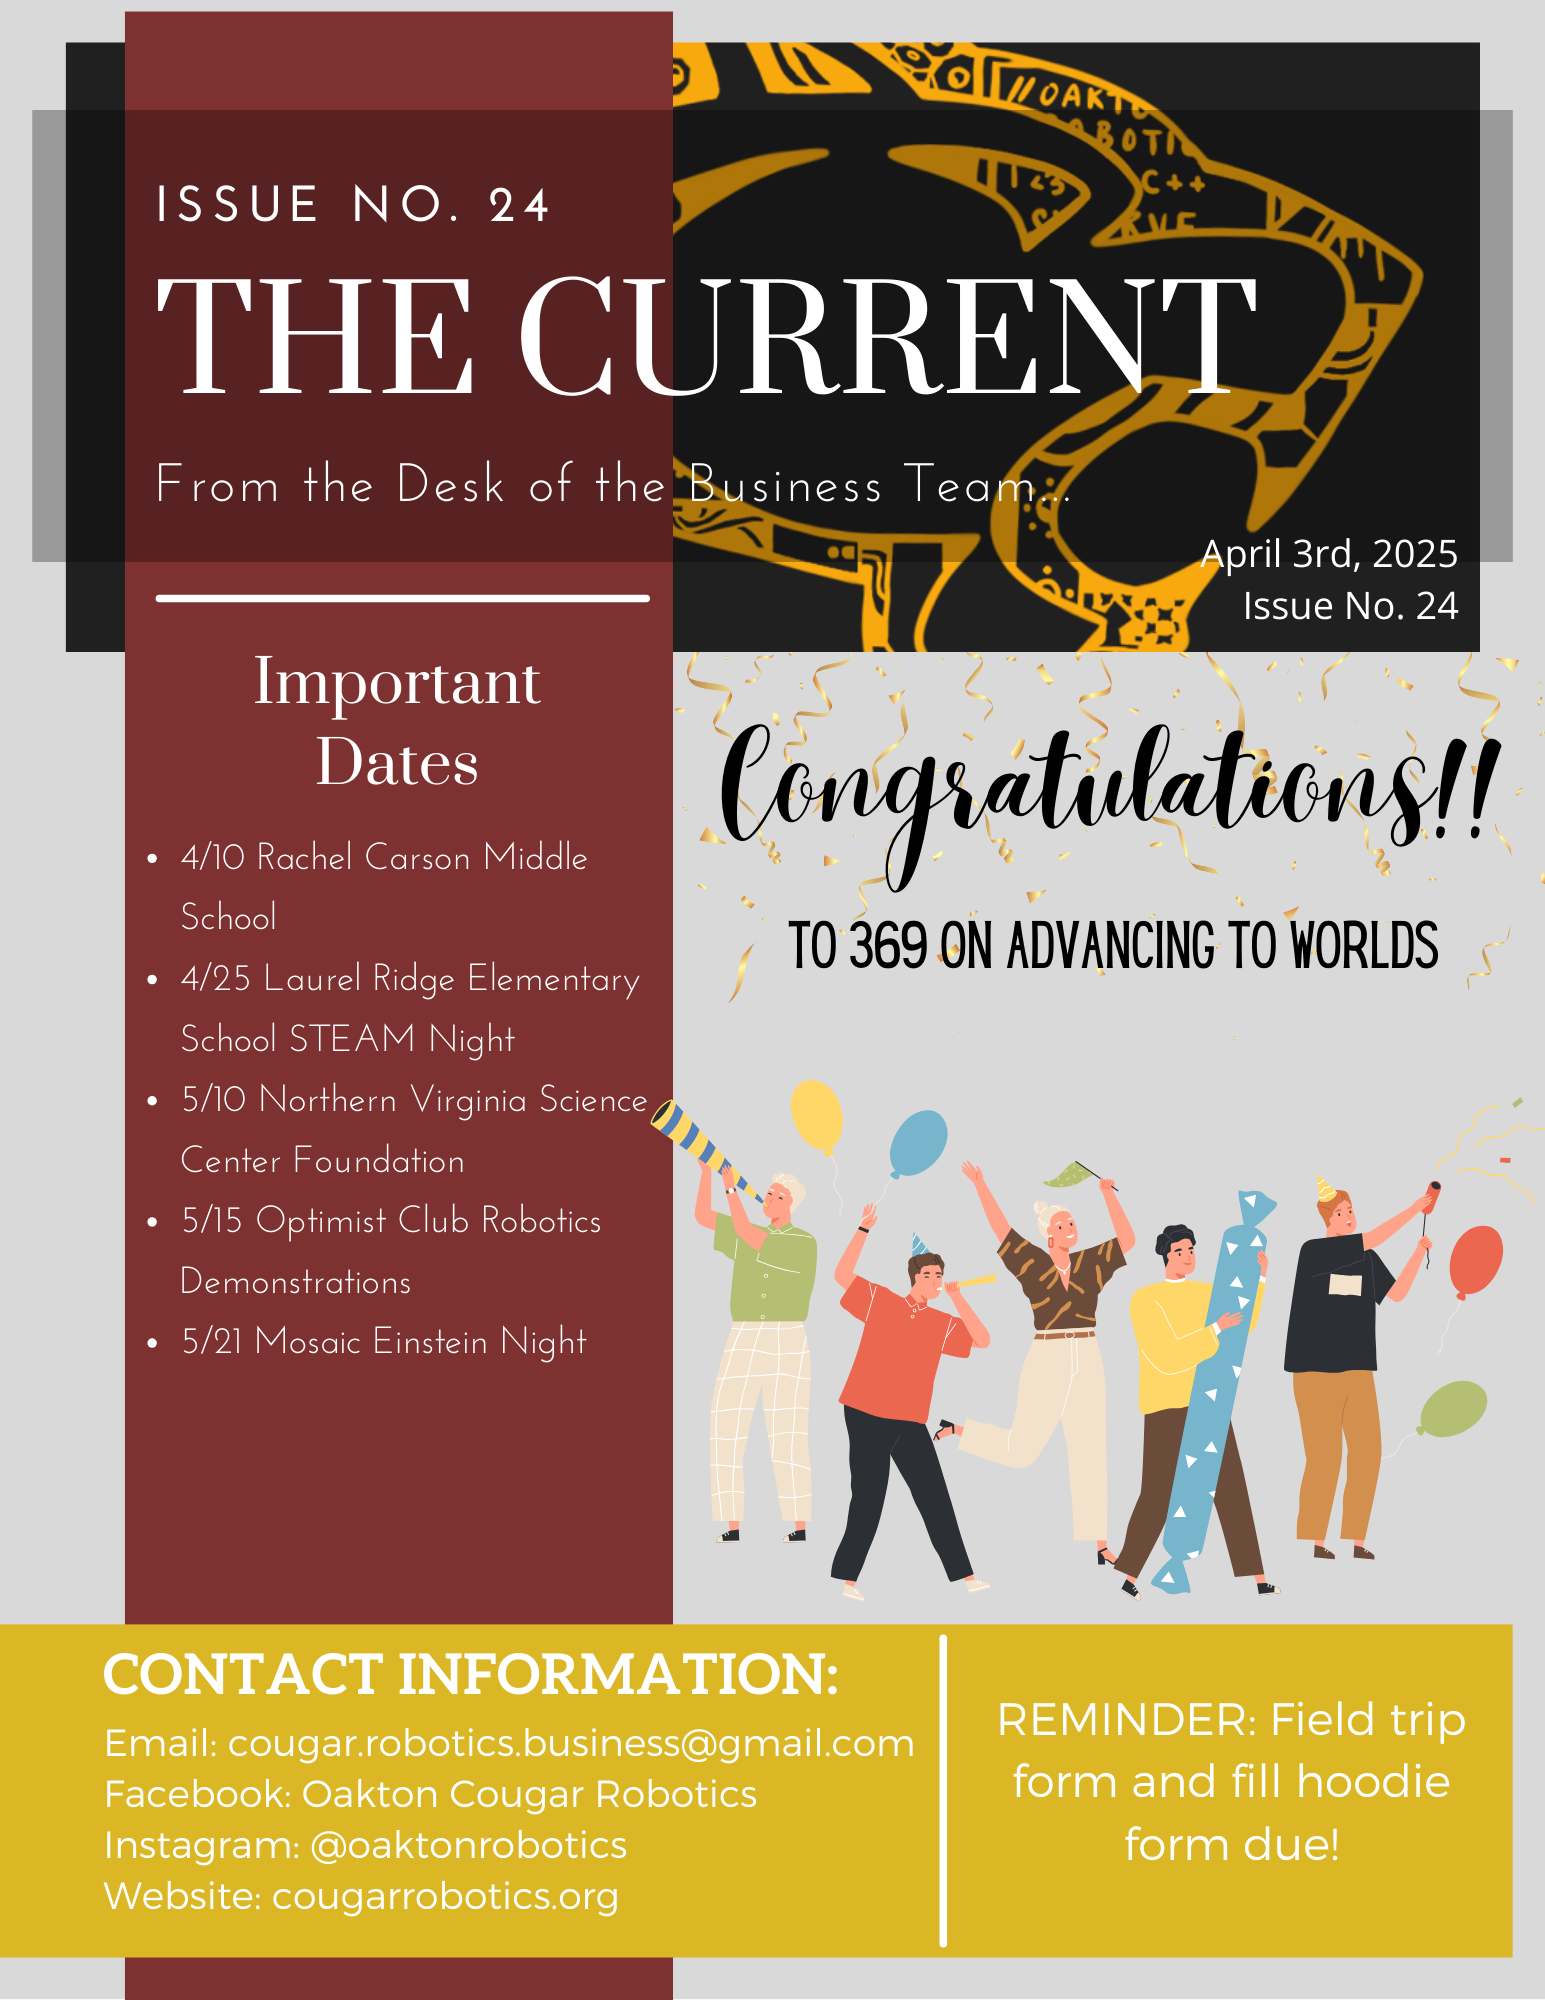 //OAKTO
ROBOTIC
C++
123
ISSUE NO. 24
THE CURRENT
From the Desk of the Business Team...
April 3rd, 2025
Issue No. 24
Important
Dates
• 4/10 Rachel Carson Middle
School
• 4/25 Laurel Ridge Elementary
School STEAM Night
• 5/10 Northern Virginia Science
Center Foundation
• 5/15 Optimist Club Robotics
Demonstrations
• 5/21 Mosaic Einstein Night
Congratulations!!
TO 369 ON ADVANCING TO WORLDS
CONTACT INFORMATION:
Email: cougar.robotics.business@gmail.com
Facebook: Oakton Cougar Robotics
Instagram: @oaktonrobotics
Website: cougarrobotics.org
REMINDER: Field trip
form and fill hoodie
form due!